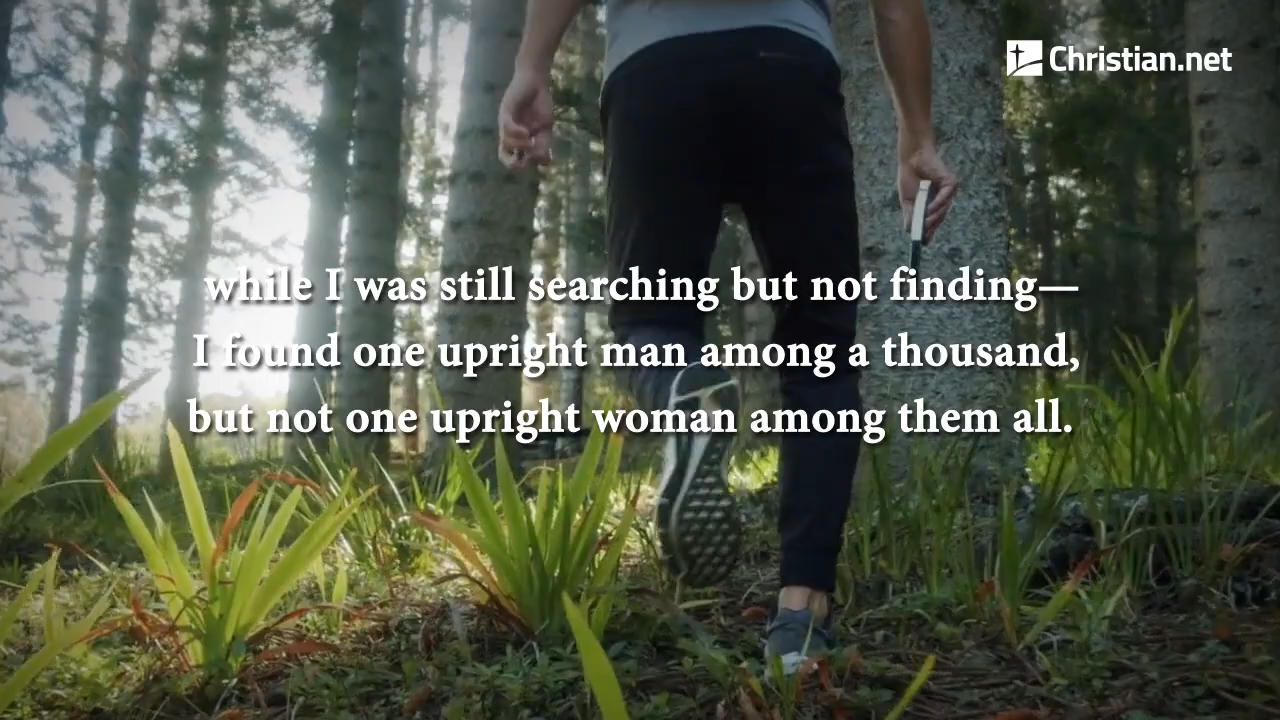 Christian.net
while I was still searching but not finding—
I found one upright man among a thousand,
but not one upright woman among them all.